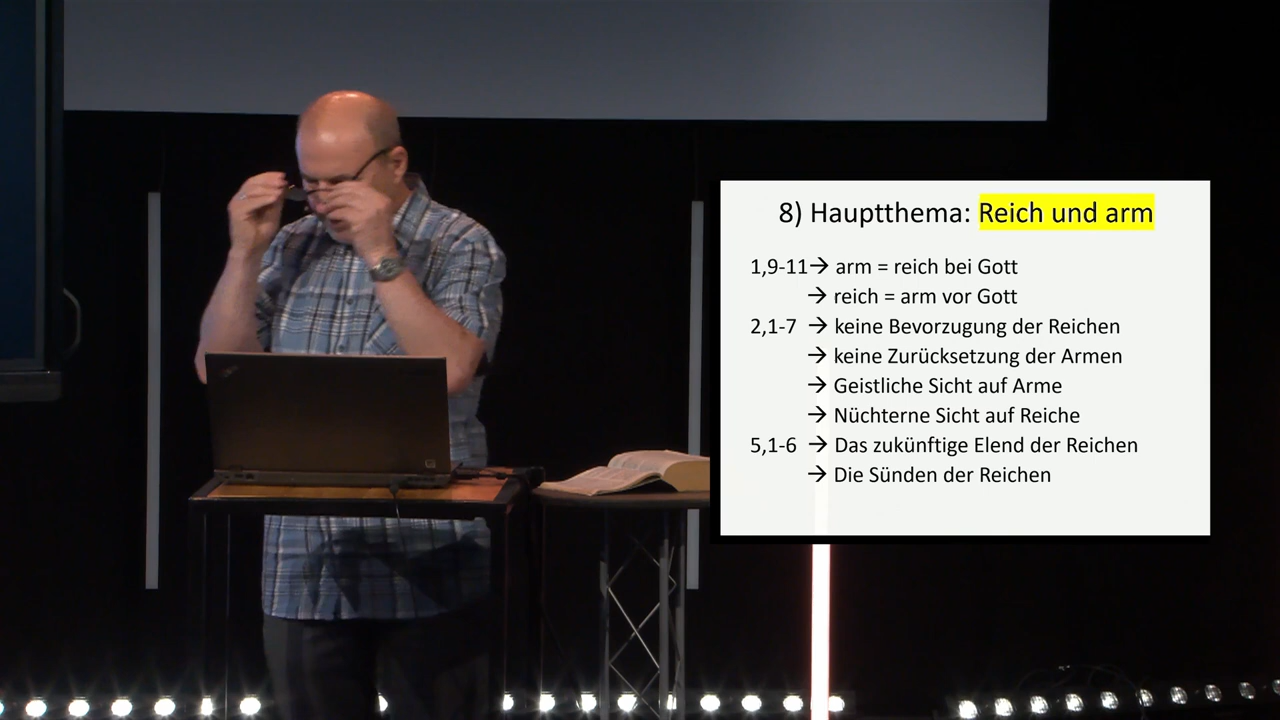 8) Hauptthema: Reich und arm
1,9-11→ arm = reich bei Gott
→ reich = arm vor Gott
2,1-7 → keine Bevorzugung der Reichen
→ keine Zurücksetzung der Armen
→ Geistliche Sicht auf Arme
→ Nüchterne Sicht auf Reiche
5,1-6 → Das zukünftige Elend der Reichen
→ Die Sünden der Reichen